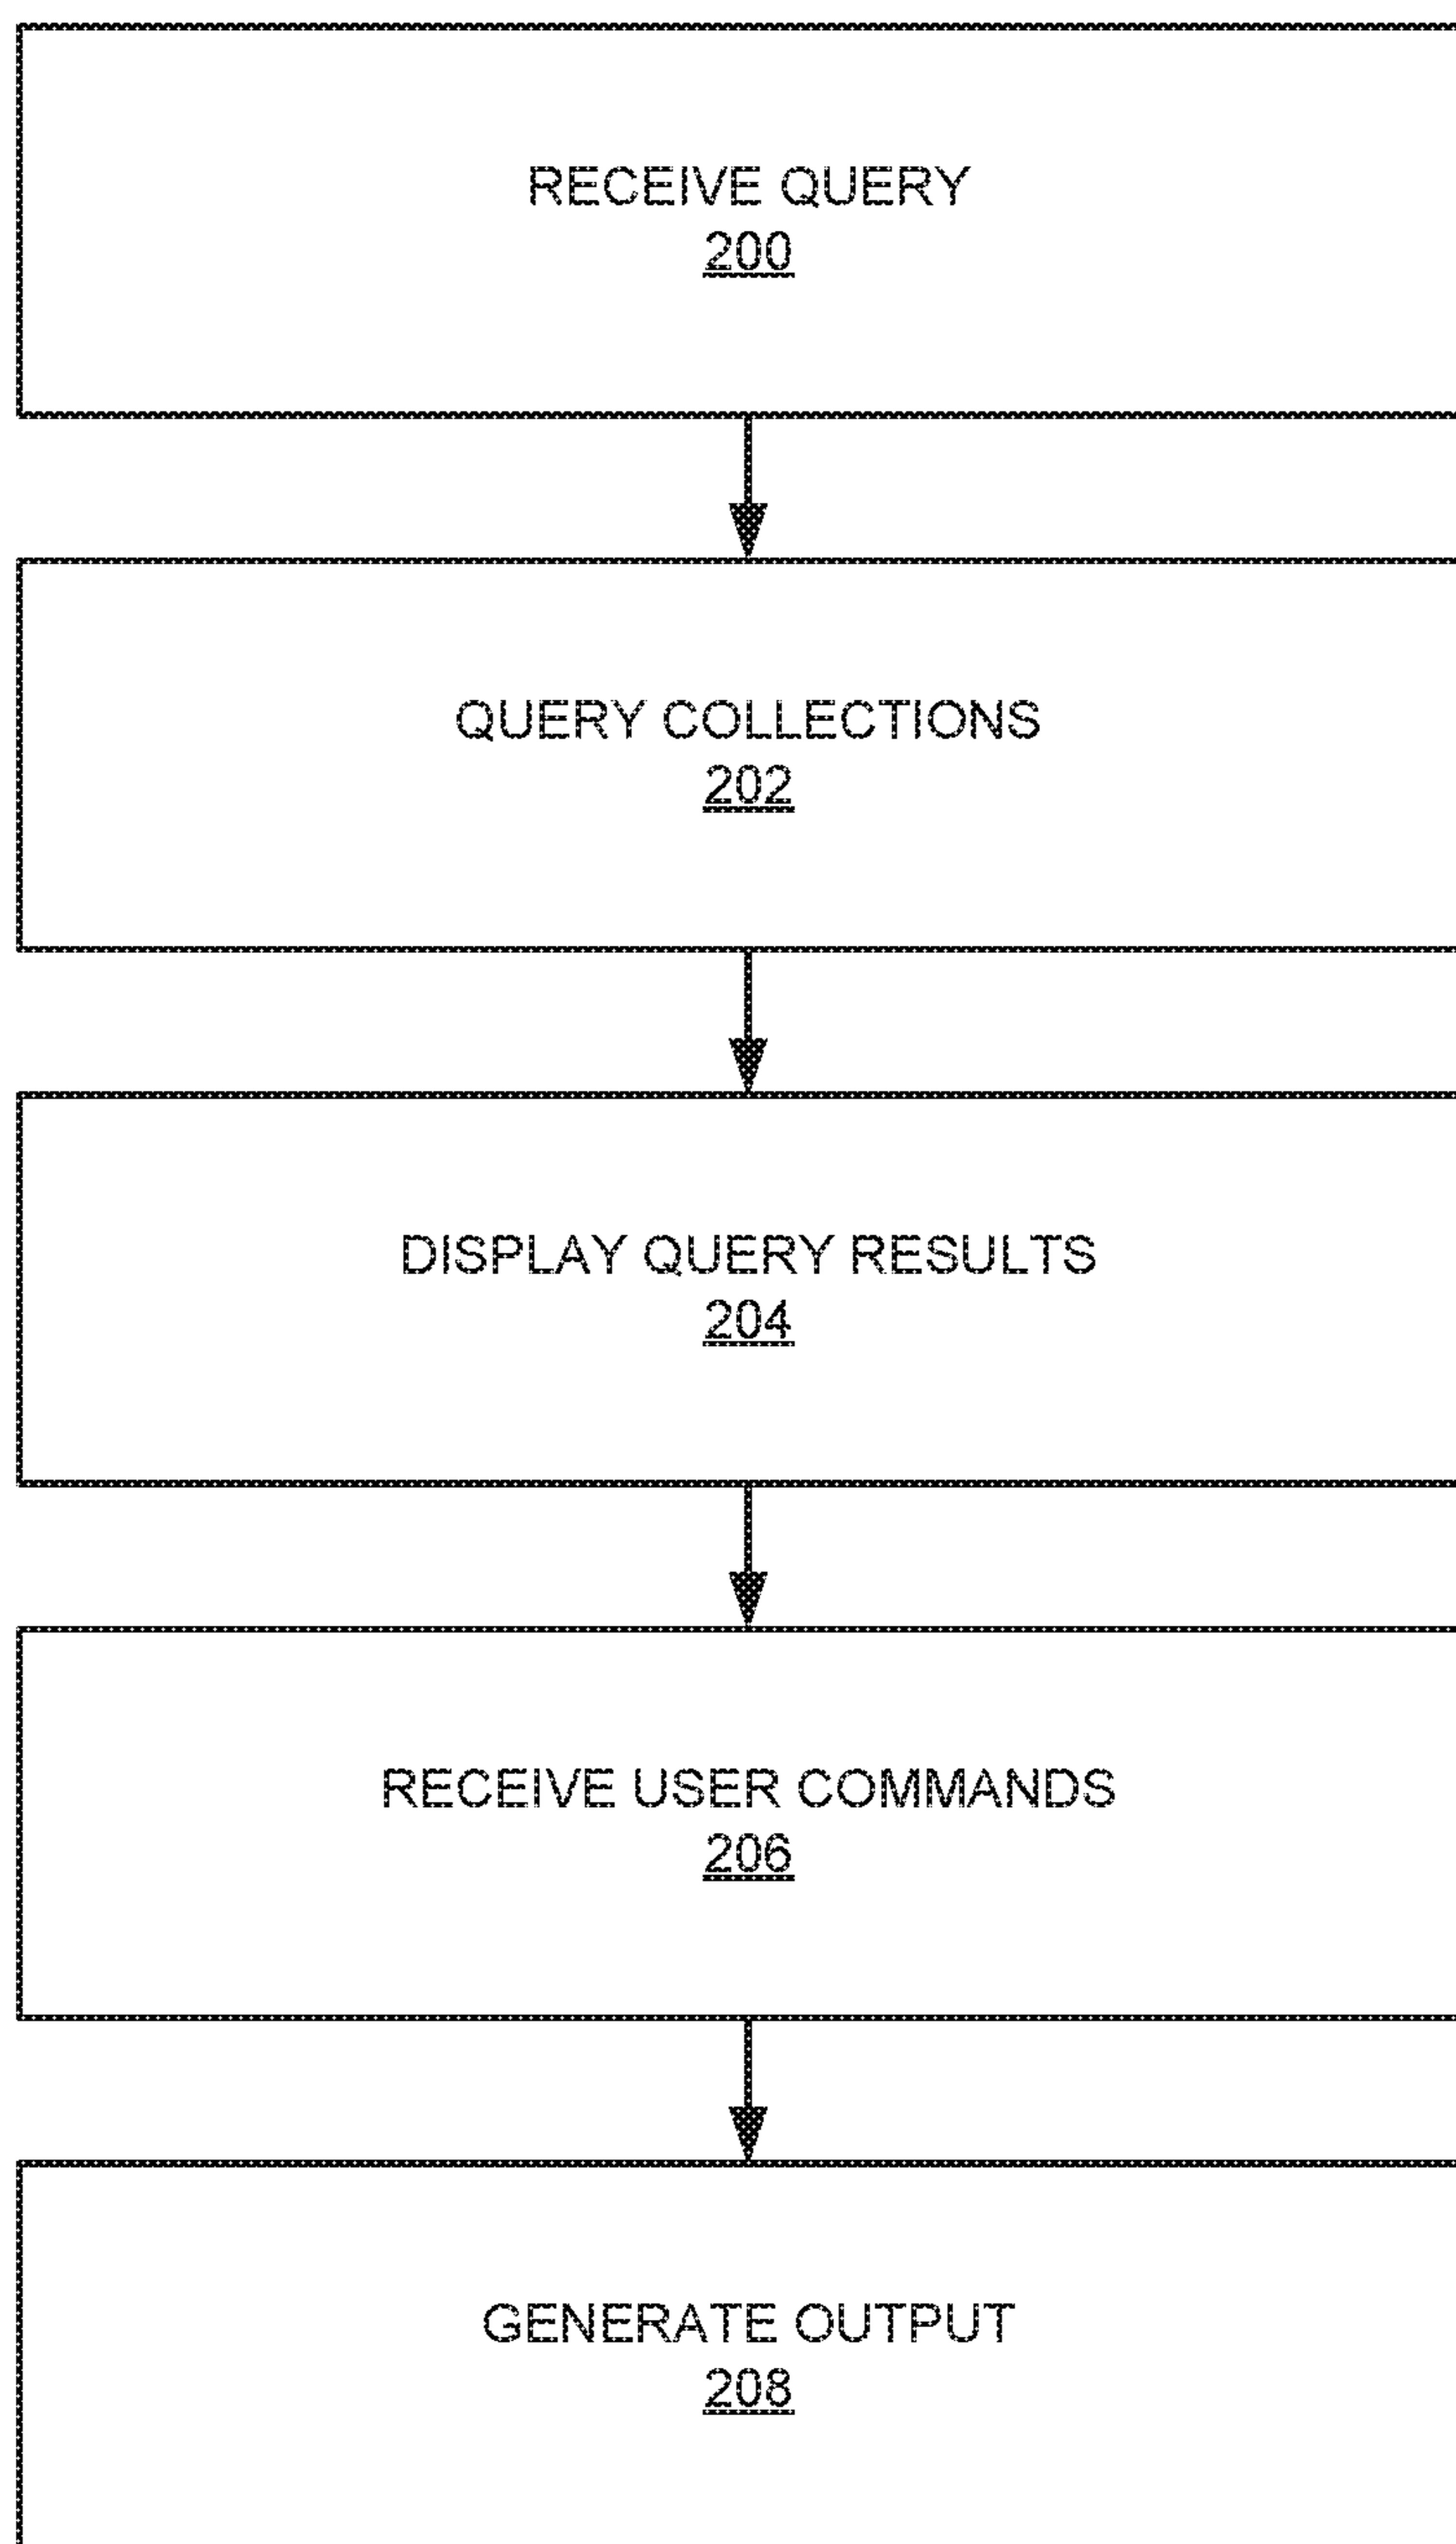 RECEIVE QUERY
200
QUERY COLLECTIONS
202
DISPLAY QUERY RESULTS
204
RECEIVE USER COMMANDS
206
GENERATE OUTPUT
208